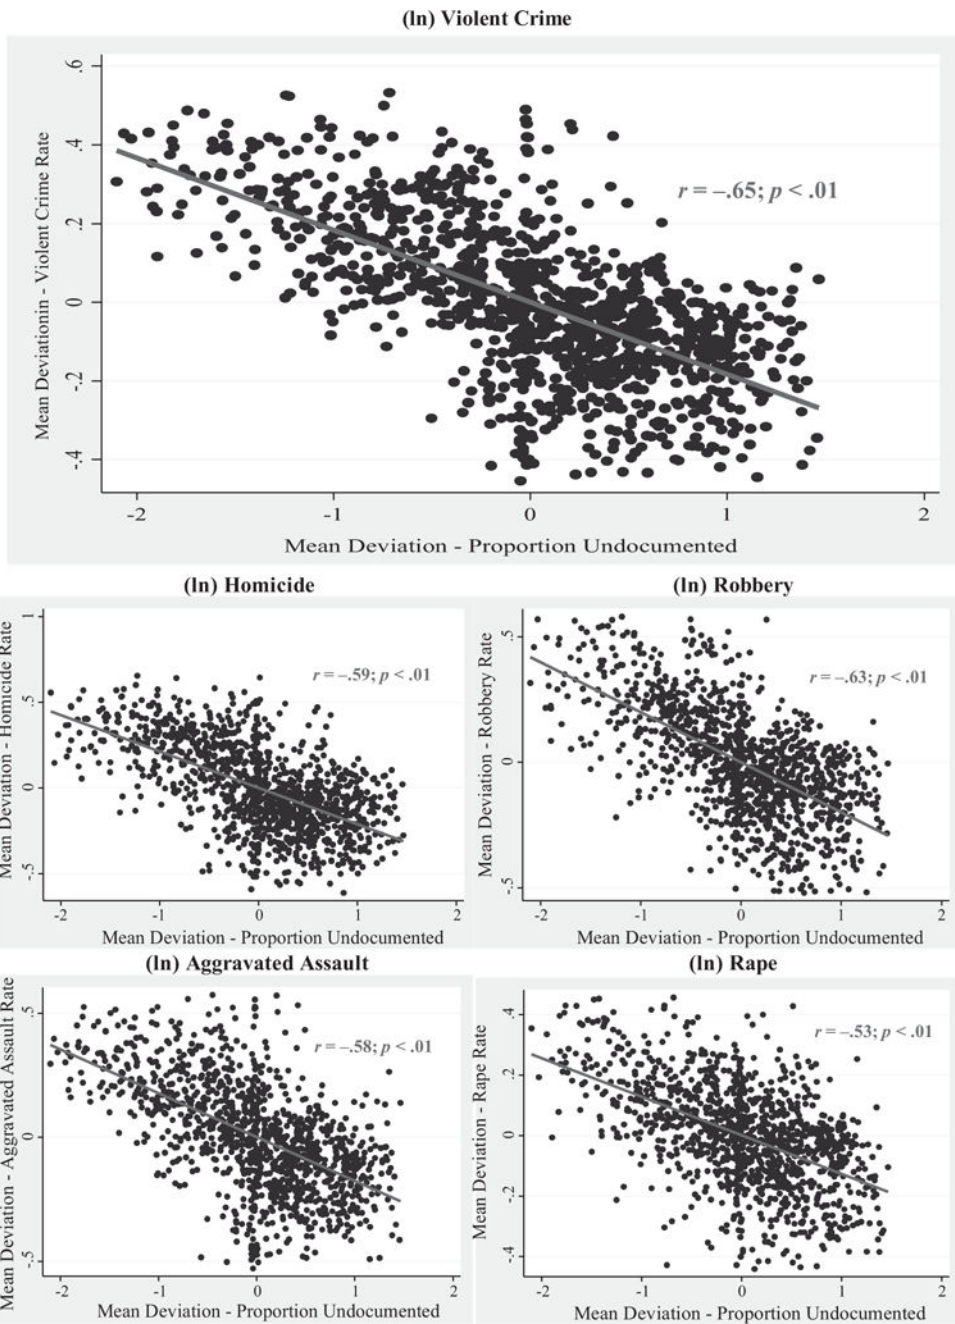 (ln) Violent Crime
Mean Deviationin - Violent Crime Rate
.6
.4
.2
0
-.2
-.4
r = –.65; p < .01
-2 -1 0 1 2
Mean Deviation - Proportion Undocumented
(ln) Homicide
Mean Deviation - Homicide Rate
1
.5
0
-.5
r = –.59; p < .01
-2 -1 0 1 2
Mean Deviation - Proportion Undocumented
(ln) Robbery
Mean Deviation - Robbery Rate
.5
0
-.5
r = –.63; p < .01
-2 -1 0 1 2
Mean Deviation - Proportion Undocumented
(ln) Aggravated Assault
Mean Deviation - Aggravated Assault Rate
.5
0
-.5
r = –.58; p < .01
-2 -1 0 1 2
Mean Deviation - Proportion Undocumented
(ln) Rape
Mean Deviation - Rape Rate
.4
.2
0
-.2
-.4
r = –.53; p < .01
-2 -1 0 1 2
Mean Deviation - Proportion Undocumented